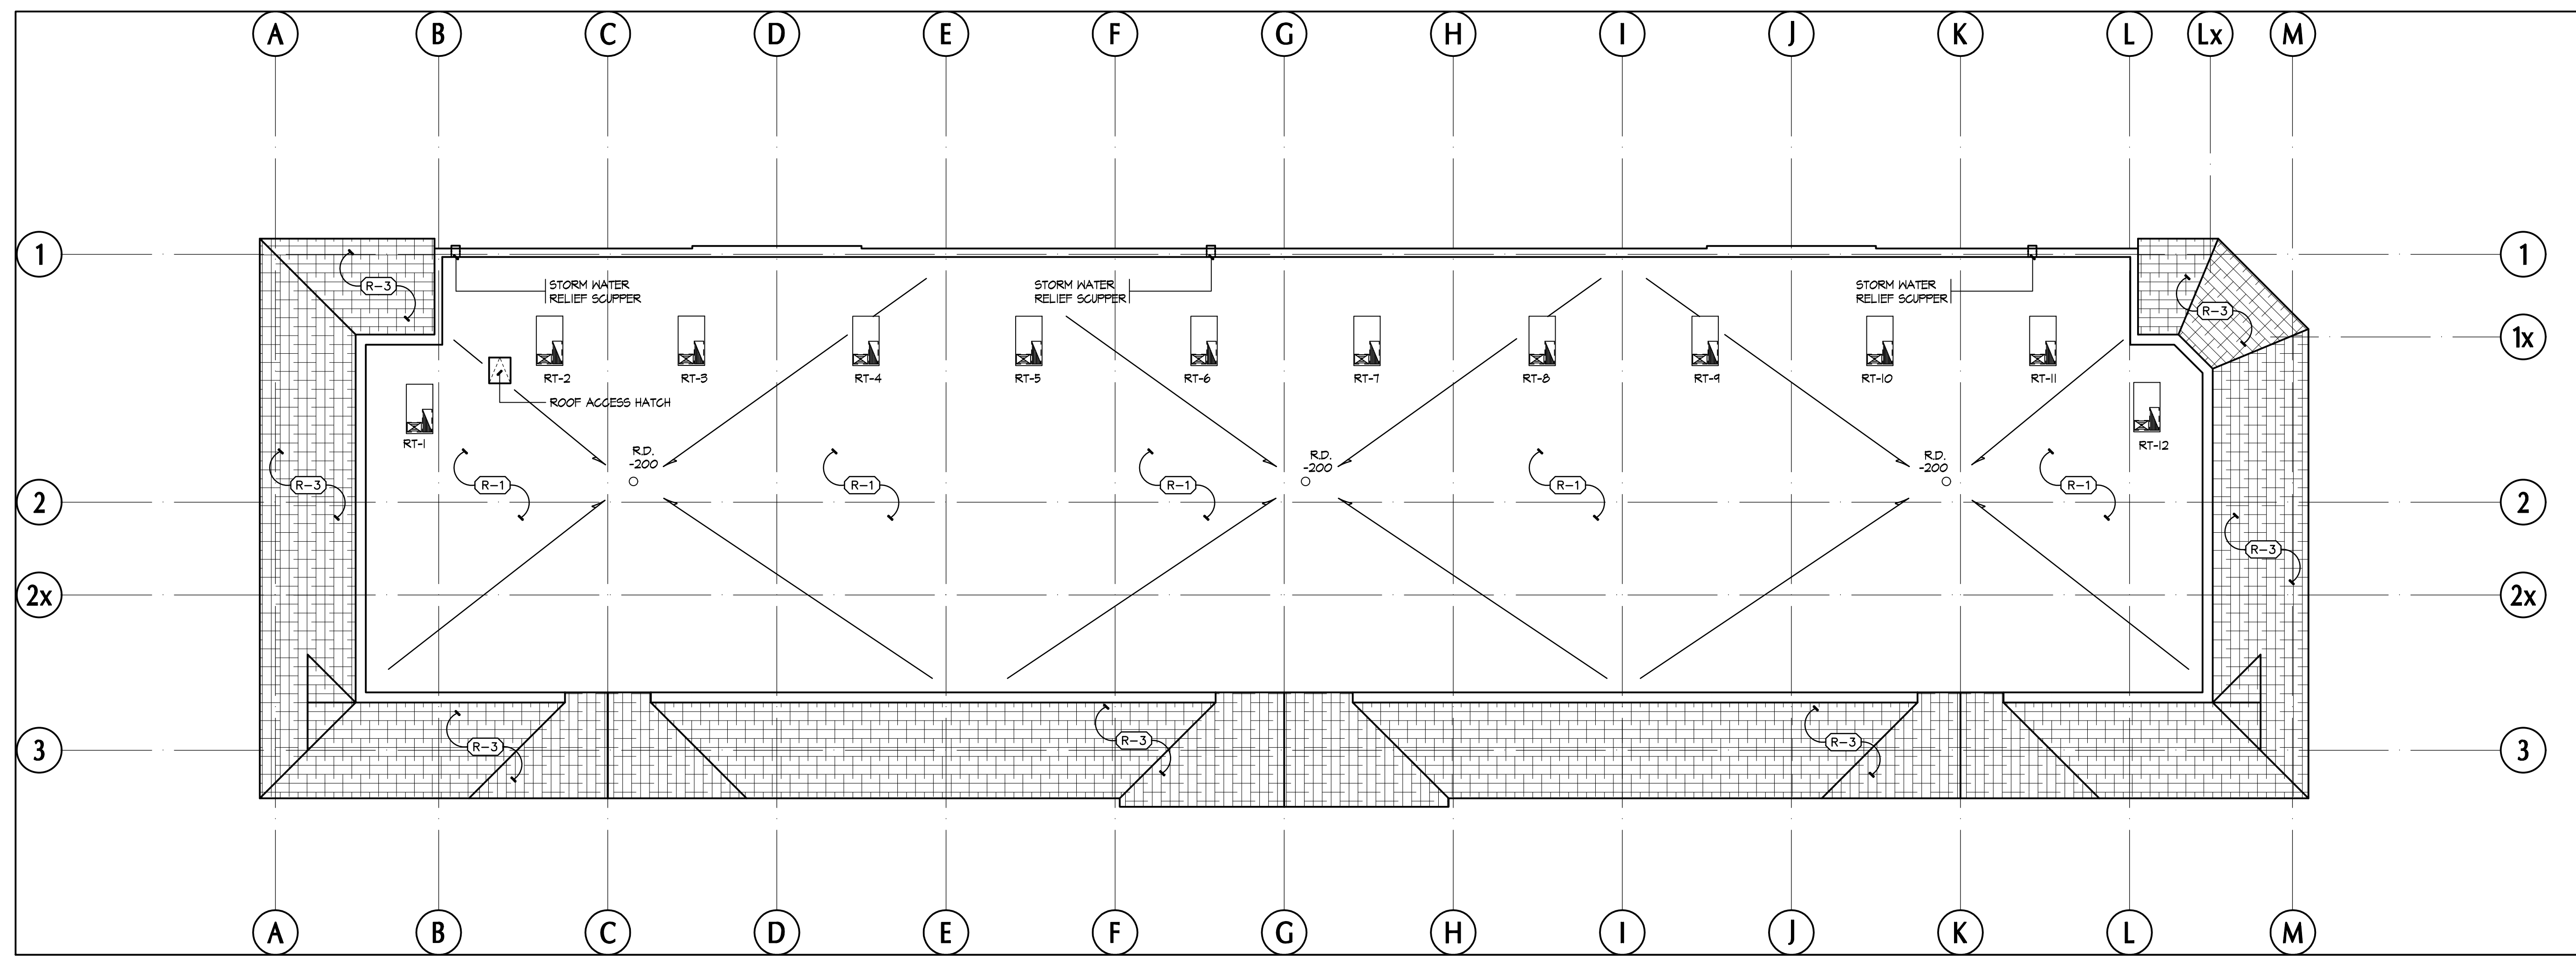 A B C D E F G H I J K L Lx M
1 1
R-3
STORM WATER
RELIEF SCUPPER
STORM WATER
RELIEF SCUPPER
STORM WATER
RELIEF SCUPPER
R-3
1x
RT-2 RT-3 RT-4 RT-5 RT-6 RT-7 RT-8 RT-9 RT-10 RT-11
ROOF ACCESS HATCH
RT-1 RT-12
R.D.
-200
R.D.
-200
R.D.
-200
R-3 R-1 R-1 R-1 R-1 R-1
2 2
R-3
2x 2x
R-3 R-3 R-3
3 3
A B C D E F G H I J K L M